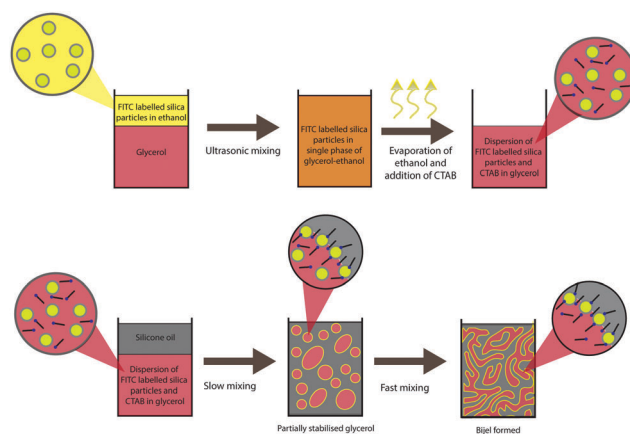 FITC labelled silica
particles in ethanol
Glycerol
Ultrasonic mixing
FITC labelled silica
particles in
single phase of
glycerol-ethanol
Evaporation of
ethanol and
addition of CTAB
Dispersion of
FITC labelled silica
particles and
CTAB in glycerol
Silicone oil
Dispersion of
FITC labelled silica
particles and
CTAB in glycerol
Slow mixing
Partially stabilised glycerol
Fast mixing
Bijel formed